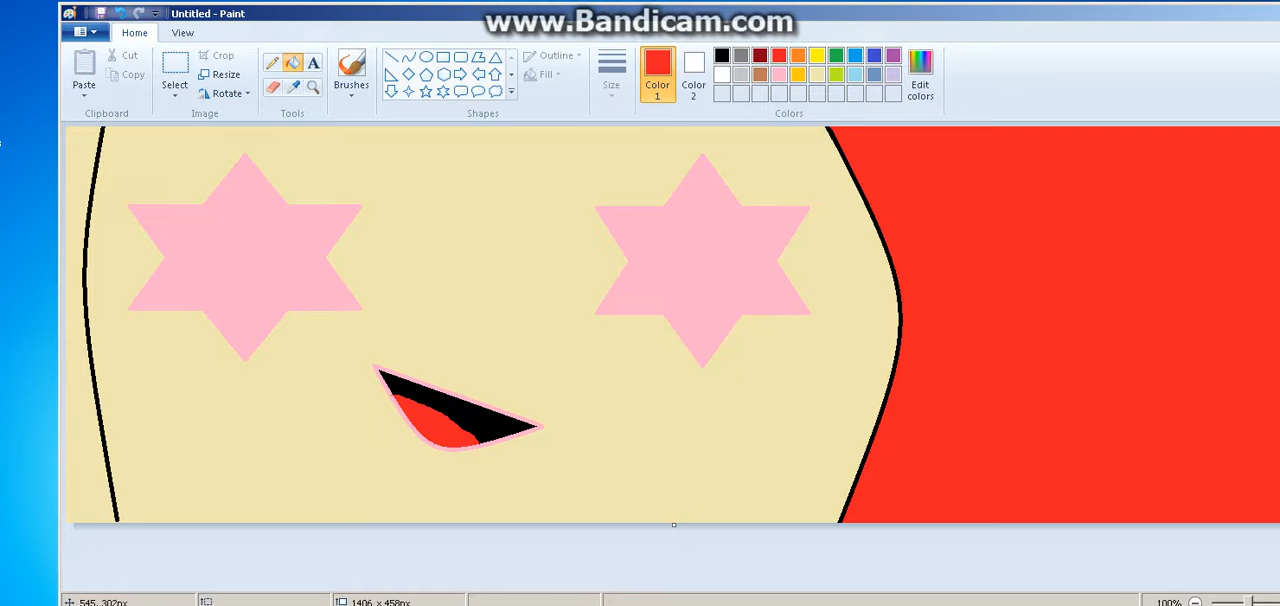 www.Bandicam.com
Untitled - Paint
Home View
Paste
Cut
Copy
Clipboard
Select
Crop
Resize
Rotate
Image
A
Tools
Brushes
Outline
Fill
Shapes
Size
Color 1
Color 2
Colors
Edit colors
545, 302px
1406 × 458px
100%